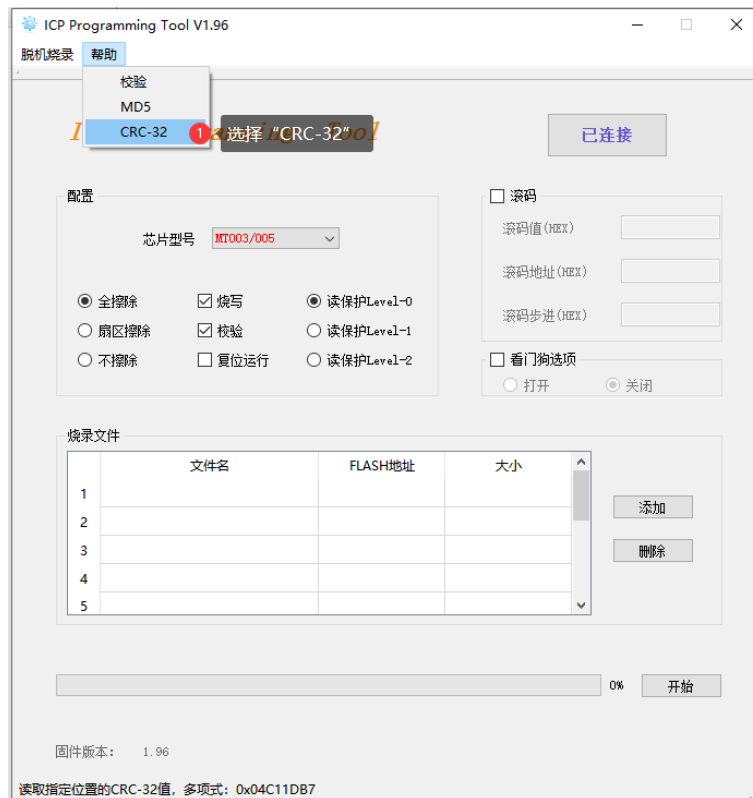 ICP Programming Tool V1.96
脱机烧录 帮助
校验
MD5
CRC-32
1 选择“CRC-32”
已连接
配置
芯片型号 MT003/005
全擦除 烧写 读保护Level-0
扇区擦除 校验 读保护Level-1
不擦除 复位运行 读保护Level-2
滚码
滚码值(HEX)
滚码地址(HEX)
滚码步进(HEX)
看门狗选项
打开 关闭
烧录文件
文件名 FLASH地址 大小
1
2
3
4
5
添加
删除
0% 开始
固件版本: 1.96
读取指定位置的CRC-32值，多项式：0x04C11DB7